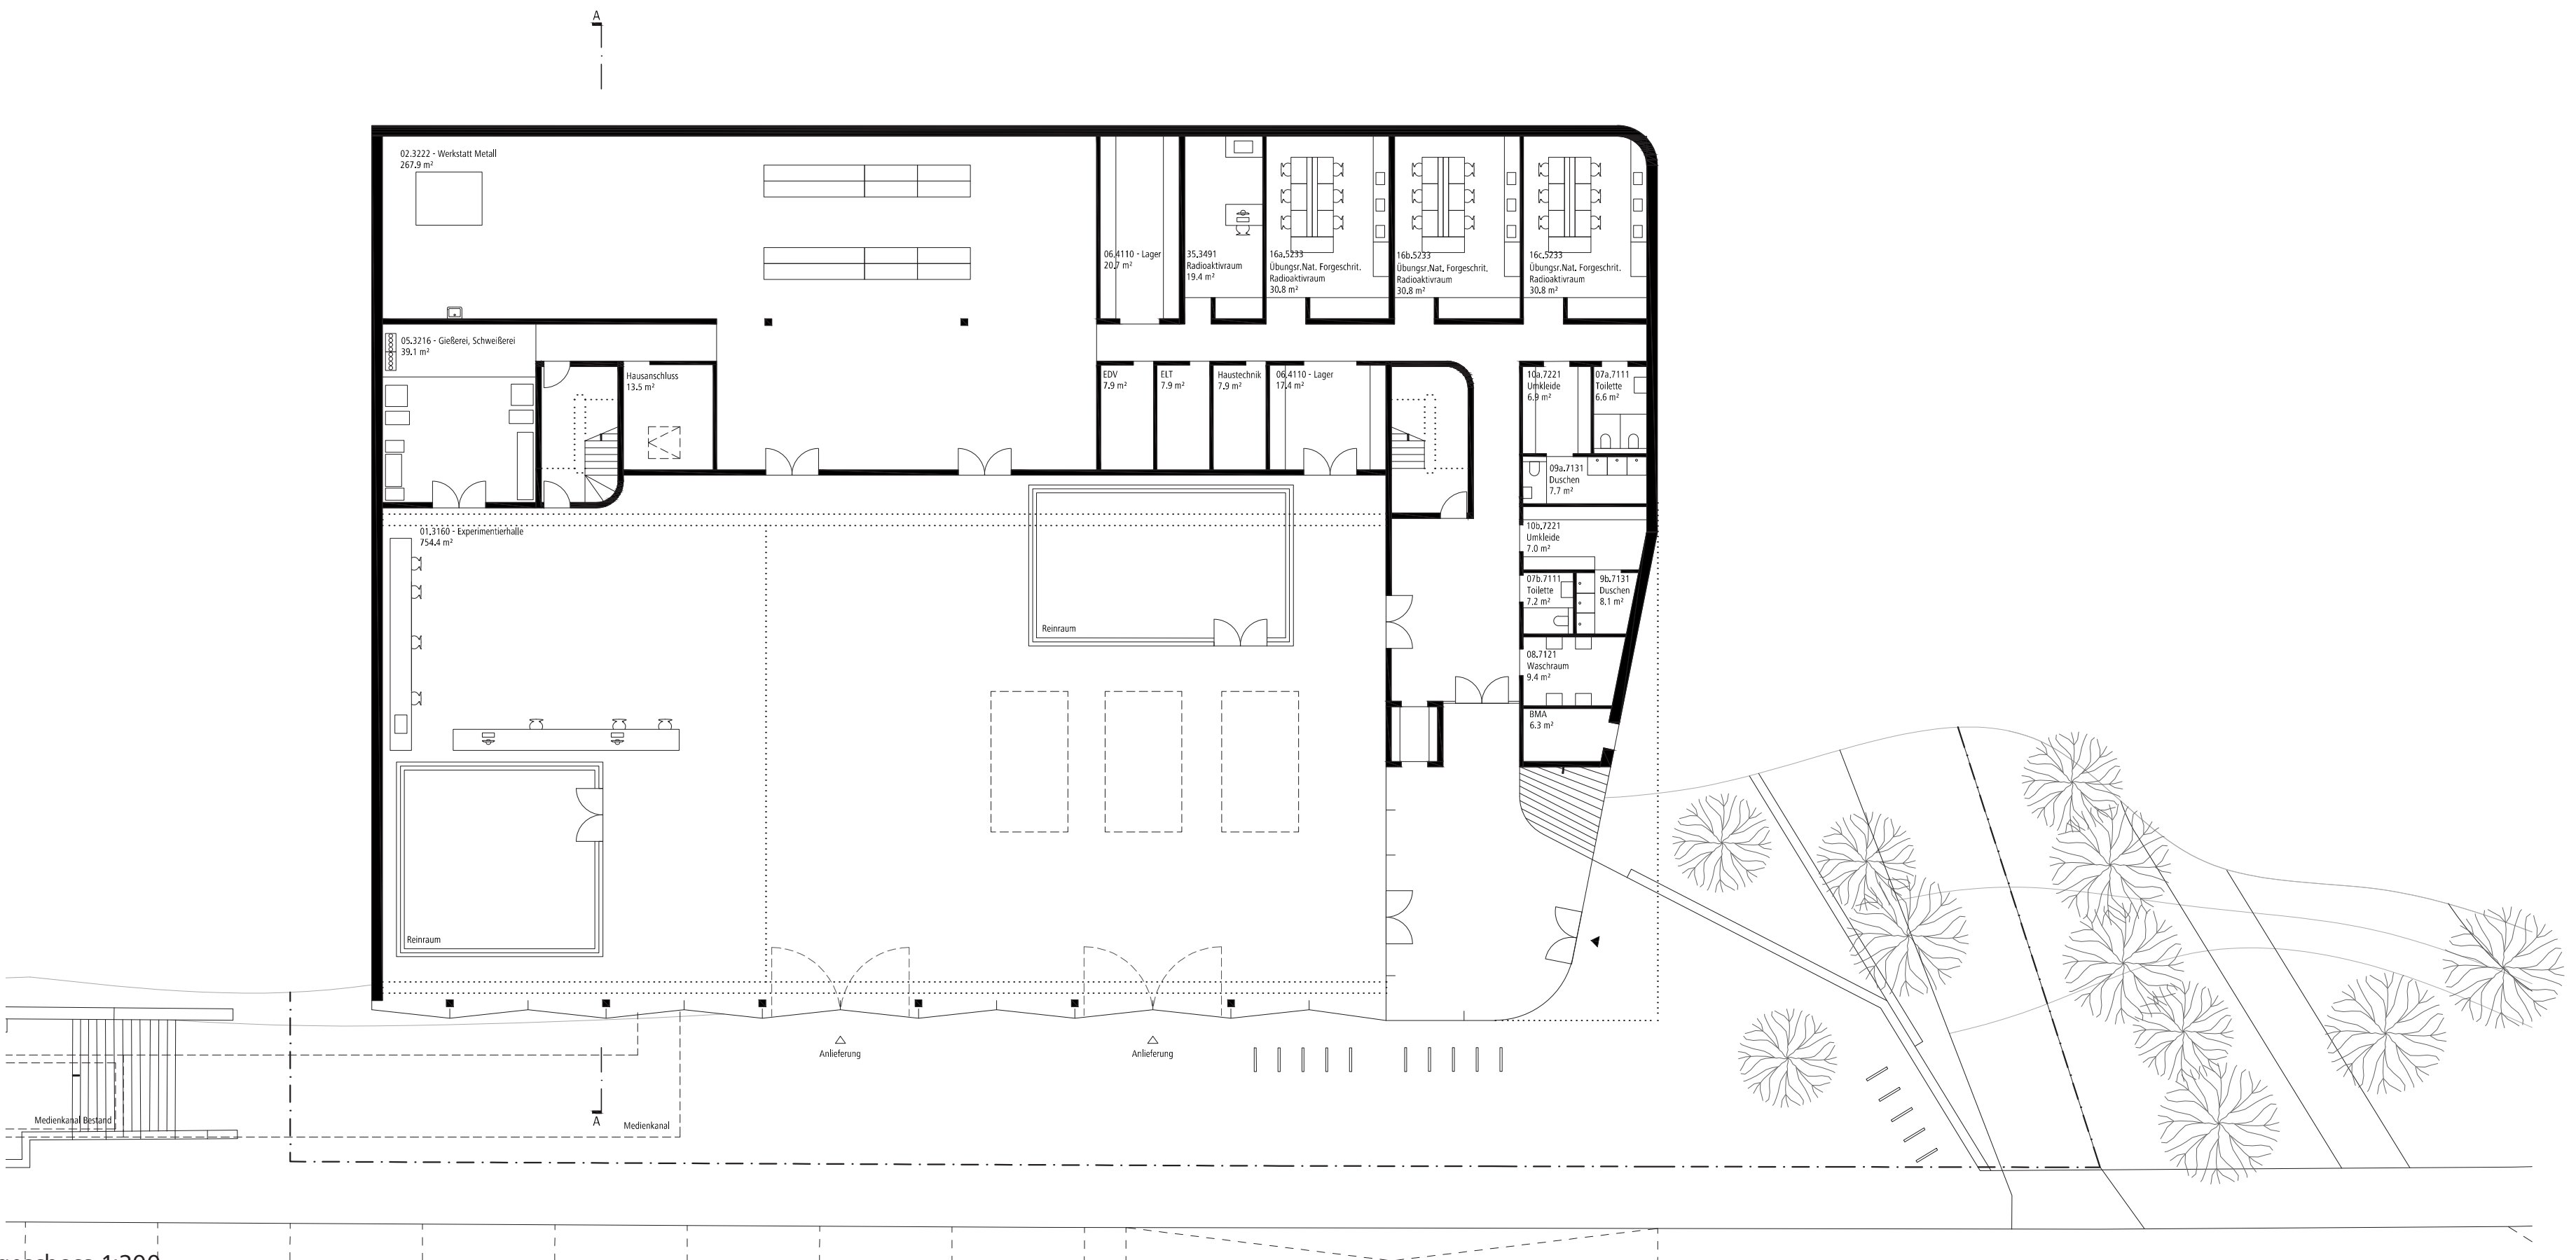 A
02.3222 - Werkstatt Metall
267.9 m²
06.4110 - Lager
20.7 m²
35.3491
Radioaktivraum
19.4 m²
16a.5233
Übungsr.Nat. Forgeschrit.
Radioaktivraum
30.8 m²
16b.5233
Übungsr.Nat. Forgeschrit.
Radioaktivraum
30.8 m²
16c.5233
Übungsr.Nat. Forgeschrit.
Radioaktivraum
30.8 m²
05.3216 - Gießerei, Schweißerei
39.1 m²
Hausanschluss
13.5 m²
EDV
7.9 m²
ELT
7.9 m²
Haustechnik
7.9 m²
06.4110 - Lager
17.4 m²
10a.7221
Umkleide
6.9 m²
07a.7111
Toilette
6.6 m²
09a.7131
Duschen
7.7 m²
01.3160 - Experimentierhalle
754.4 m²
10b.7221
Umkleide
7.0 m²
07b.7111
Toilette
7.2 m²
9b.7131
Duschen
8.1 m²
Reinraum
08.7121
Waschraum
9.4 m²
BMA
6.3 m²
Reinraum
Anlieferung
Anlieferung
Medienkanal Bestand
A
Medienkanal
1:200